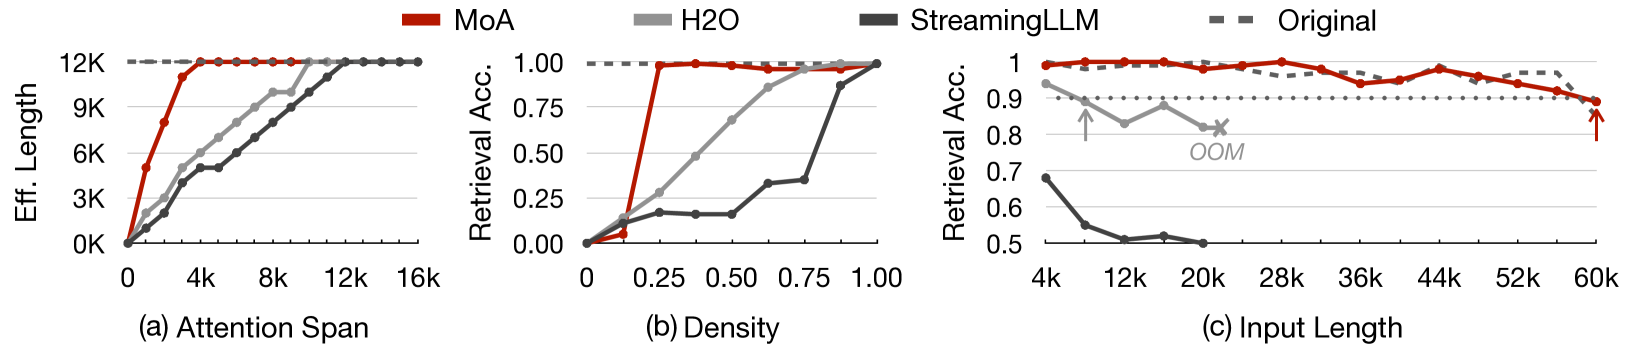 MoA H2O StreamingLLM Original
Eff. Length
12K
9K
6K
3K
0K
0 4k 8k 12k 16k
(a) Attention Span
Retrieval Acc.
1.00
0.75
0.50
0.25
0.00
0 0.25 0.50 0.75 1.00
(b) Density
Retrieval Acc.
1
0.9
0.8
0.7
0.6
0.5
OOM
4k 12k 20k 28k 36k 44k 52k 60k
(c) Input Length